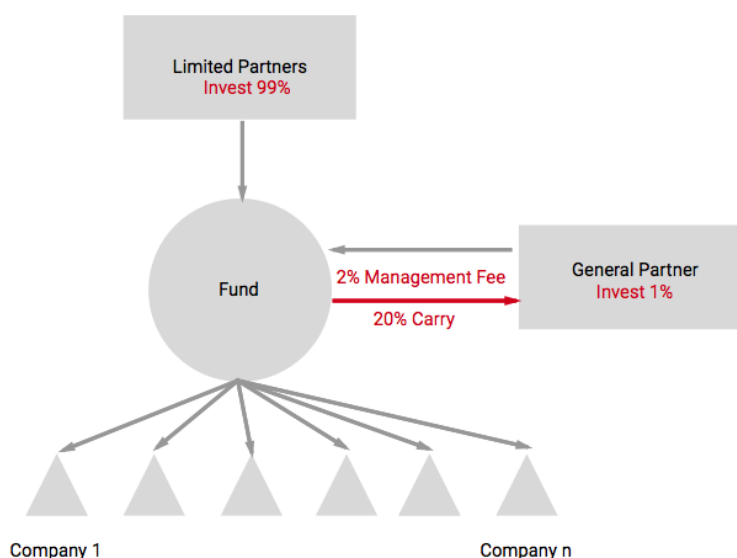 Limited Partners
Invest 99%
Fund
2% Management Fee
20% Carry
General Partner
Invest 1%
Company 1
Company n